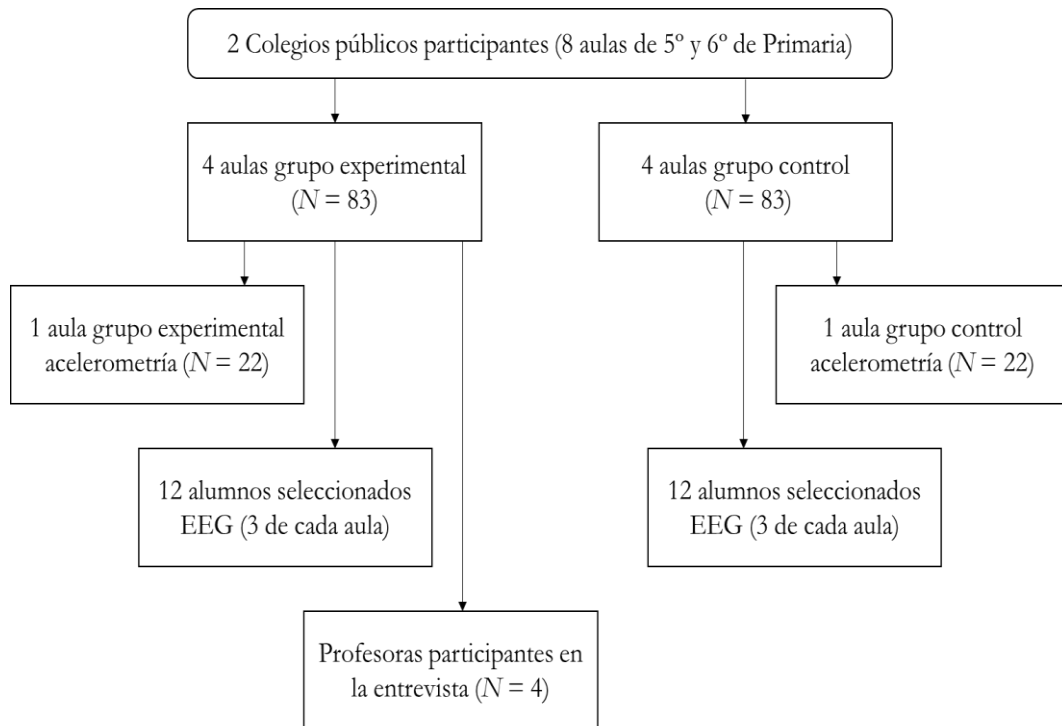 2 Colegios públicos participantes (8 aulas de 5º y 6º de Primaria)
4 aulas grupo experimental
(N = 83)
4 aulas grupo control
(N = 83)
1 aula grupo experimental
acelerometría (N = 22)
1 aula grupo control
acelerometría (N = 22)
12 alumnos seleccionados
EEG (3 de cada aula)
12 alumnos seleccionados
EEG (3 de cada aula)
Profesoras participantes en
la entrevista (N = 4)